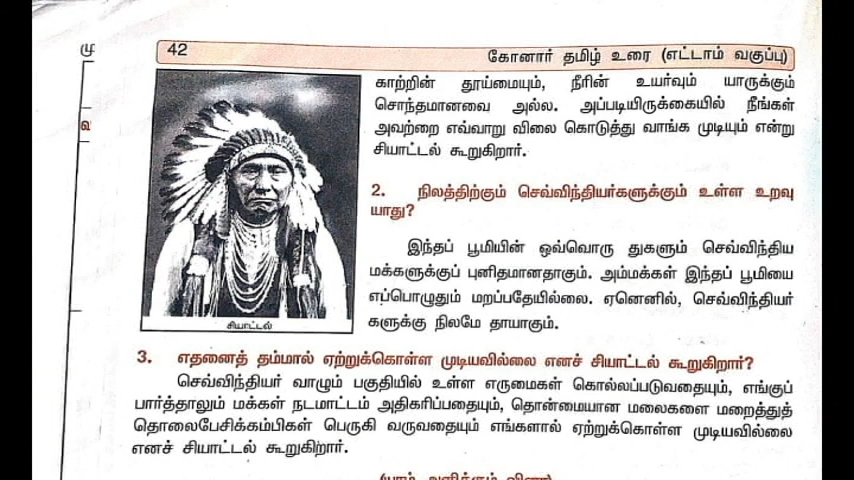 மு
42
கோனார் தமிழ் உரை (எட்டாம் வகுப்பு)
காற்றின் தூய்மையும், நீரின் உயர்வும் யாருக்கும்
சொந்தமானவை அல்ல. அப்படியிருக்கையில் நீங்கள்
அவற்றை எவ்வாறு விலை கொடுத்து வாங்க முடியும் என்று
சியாட்டல் கூறுகிறார்.
2. நிலத்திற்கும் செவ்விந்தியர்களுக்கும் உள்ள உறவு
யாது?
இந்தப் பூமியின் ஒவ்வொரு துகளும் செவ்விந்திய
மக்களுக்குப் புனிதமானதாகும். அம்மக்கள் இந்தப் பூமியை
எப்பொழுதும் மறப்பதேயில்லை. ஏனெனில், செவ்விந்தியர்
களுக்கு நிலமே தாயாகும்.
சியாட்டல்
3. எதனைத் தம்மால் ஏற்றுக்கொள்ள முடியவில்லை எனச் சியாட்டல் கூறுகிறார்?
செவ்விந்தியர் வாழும் பகுதியில் உள்ள எருமைகள் கொல்லப்படுவதையும், எங்குப்
பார்த்தாலும் மக்கள் நடமாட்டம் அதிகரிப்பதையும், தொன்மையான மலைகளை மறைத்துத்
தொலைபேசிக்கம்பிகள் பெருகி வருவதையும் எங்களால் ஏற்றுக்கொள்ள முடியவில்லை
எனச் சியாட்டல் கூறுகிறார்.